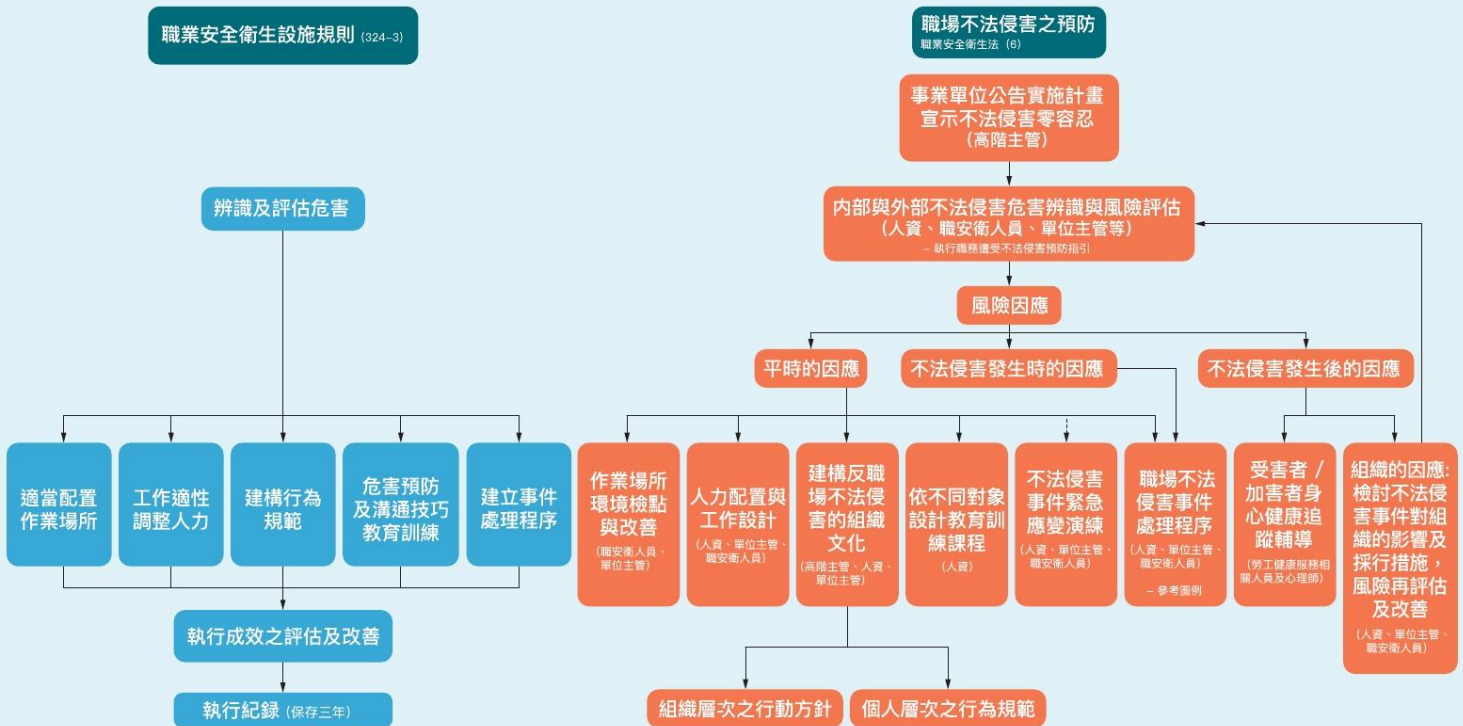 職業安全衛生設施規則 (324-3)
辨識及評估危害
適當配置
作業場所
工作適性
調整人力
建構行為
規範
危害預防
及溝通技巧
教育訓練
建立事件
處理程序
執行成效之評估及改善
執行紀錄 (保存三年)
職場不法侵害之預防
職業安全衛生法 (6)
事業單位公告實施計畫
宣示不法侵害零容忍
(高階主管)
內部與外部不法侵害危害辨識與風險評估
(人資、職安衛人員、單位主管等)
– 執行職務遭受不法侵害預防指引
風險因應
平時的因應
不法侵害發生時的因應
不法侵害發生後的因應
作業場所
環境檢點
與改善
(職安衛人員、
單位主管)
人力配置與
工作設計
(人資、單位主管、
職安衛人員)
建構反職
場不法侵
害的組織
文化
(高階主管、人資、
單位主管)
依不同對象
設計教育訓
練課程
(人資)
不法侵害
事件緊急
應變演練
(人資、單位主管、
職安衛人員)
職場不法
侵害事件
處理程序
(人資、單位主管、
職安衛人員)
– 參考圖例
受害者 /
加害者身
心健康追
蹤輔導
(勞工健康服務相
關人員及心理師)
組織的因應:
檢討不法侵
害事件對組
織的影響及
採行措施，
風險再評估
及改善
(人資、單位主管、
職安衛人員)
組織層次之行動方針
個人層次之行為規範